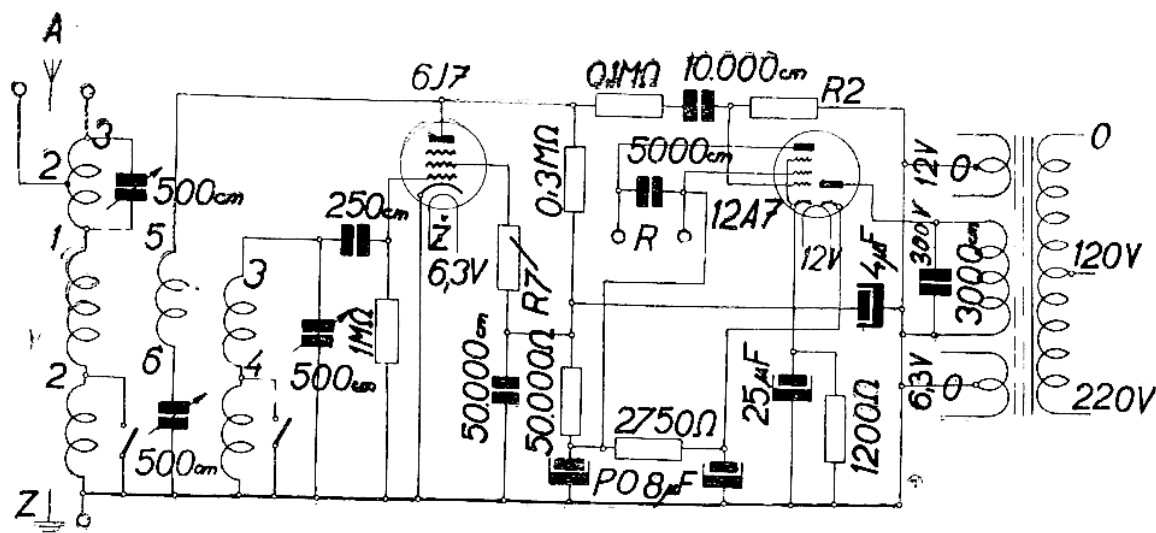 A
6J7
0.1MΩ
10.000cm
R2
3
2
500cm
250cm
Ż
6,3V
0.3MΩ
5000cm
R
12A7
12V
12V
0
0
1
5
3
R7
4μF
300V
3000cm
120V
2
6
4
500cm
500cm
1MΩ
50.000cm
50.000Ω
2750Ω
25μF
1200Ω
6,3V
0
220V
Z
PO 8μF